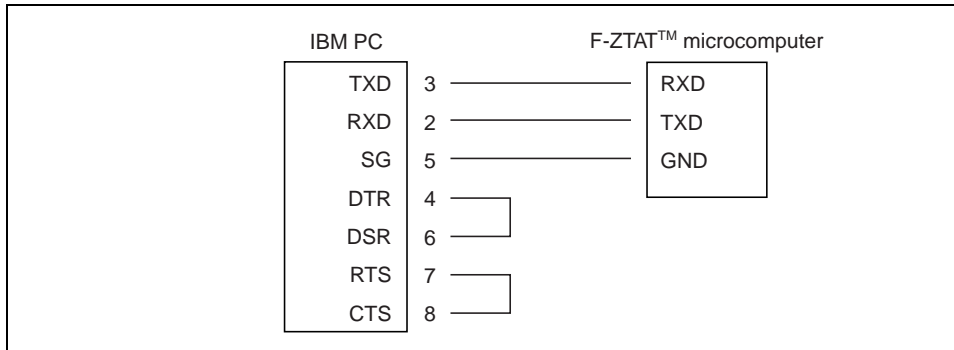 IBM PC
F-ZTAT™ microcomputer
TXD 3 RXD
RXD 2 TXD
SG 5 GND
DTR 4
DSR 6
RTS 7
CTS 8